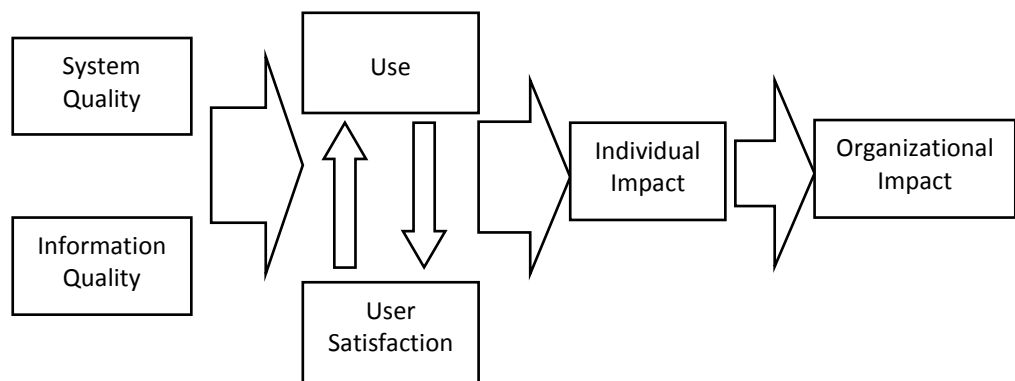 System
Quality
Information
Quality
Use
User
Satisfaction
Individual
Impact
Organizational
Impact